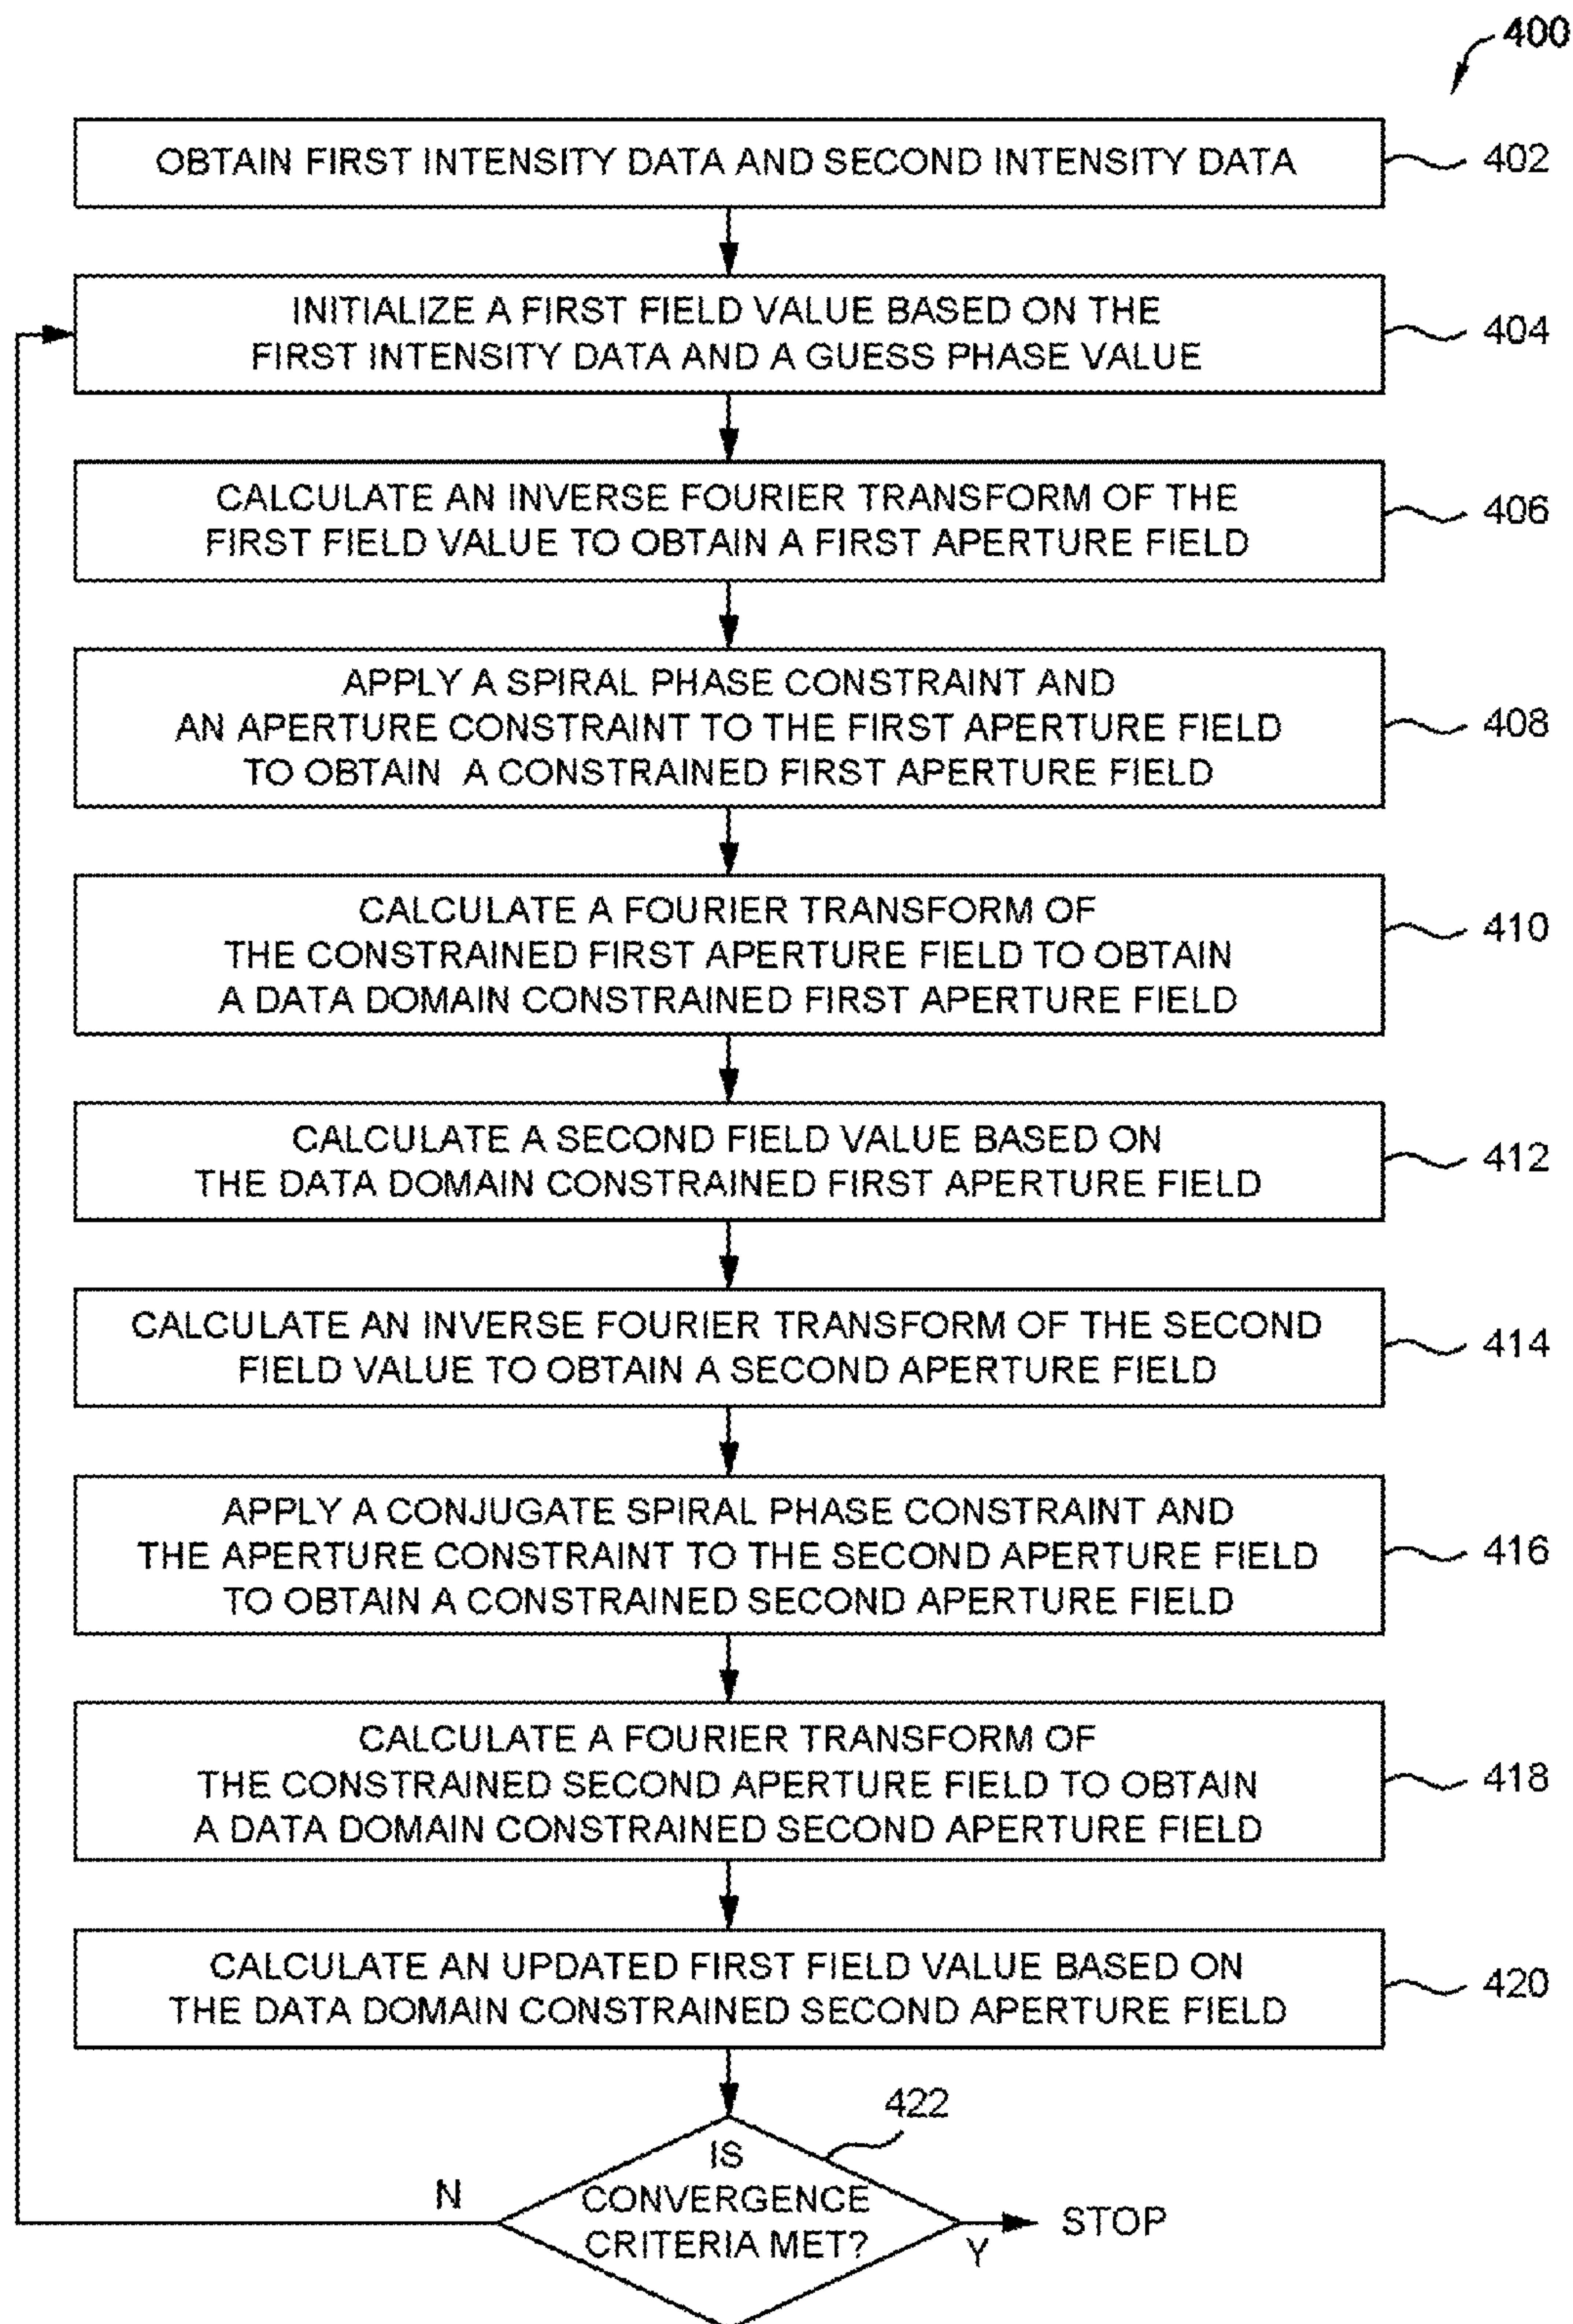 400
OBTAIN FIRST INTENSITY DATA AND SECOND INTENSITY DATA
402
INITIALIZE A FIRST FIELD VALUE BASED ON THE
FIRST INTENSITY DATA AND A GUESS PHASE VALUE
404
CALCULATE AN INVERSE FOURIER TRANSFORM OF THE
FIRST FIELD VALUE TO OBTAIN A FIRST APERTURE FIELD
406
APPLY A SPIRAL PHASE CONSTRAINT AND
AN APERTURE CONSTRAINT TO THE FIRST APERTURE FIELD
TO OBTAIN A CONSTRAINED FIRST APERTURE FIELD
408
CALCULATE A FOURIER TRANSFORM OF
THE CONSTRAINED FIRST APERTURE FIELD TO OBTAIN
A DATA DOMAIN CONSTRAINED FIRST APERTURE FIELD
410
CALCULATE A SECOND FIELD VALUE BASED ON
THE DATA DOMAIN CONSTRAINED FIRST APERTURE FIELD
412
CALCULATE AN INVERSE FOURIER TRANSFORM OF THE SECOND
FIELD VALUE TO OBTAIN A SECOND APERTURE FIELD
414
APPLY A CONJUGATE SPIRAL PHASE CONSTRAINT AND
THE APERTURE CONSTRAINT TO THE SECOND APERTURE FIELD
TO OBTAIN A CONSTRAINED SECOND APERTURE FIELD
416
CALCULATE A FOURIER TRANSFORM OF
THE CONSTRAINED SECOND APERTURE FIELD TO OBTAIN
A DATA DOMAIN CONSTRAINED SECOND APERTURE FIELD
418
CALCULATE AN UPDATED FIRST FIELD VALUE BASED ON
THE DATA DOMAIN CONSTRAINED SECOND APERTURE FIELD
420
422
IS
CONVERGENCE
CRITERIA MET?
N
Y
STOP